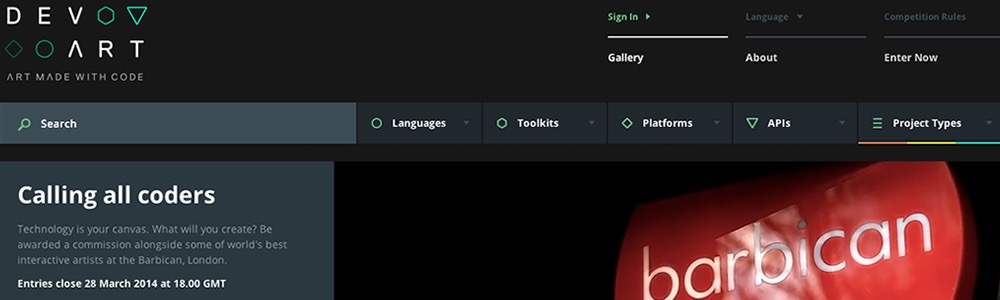 DEV
ART
ART MADE WITH CODE
Sign In
Language
Competition Rules
Gallery
About
Enter Now
Search
Languages
Toolkits
Platforms
APIs
Project Types
Calling all coders
Technology is your canvas. What will you create? Be
awarded a commission alongside some of world's best
interactive artists at the Barbican, London.
Entries close 28 March 2014 at 18.00 GMT
barbican